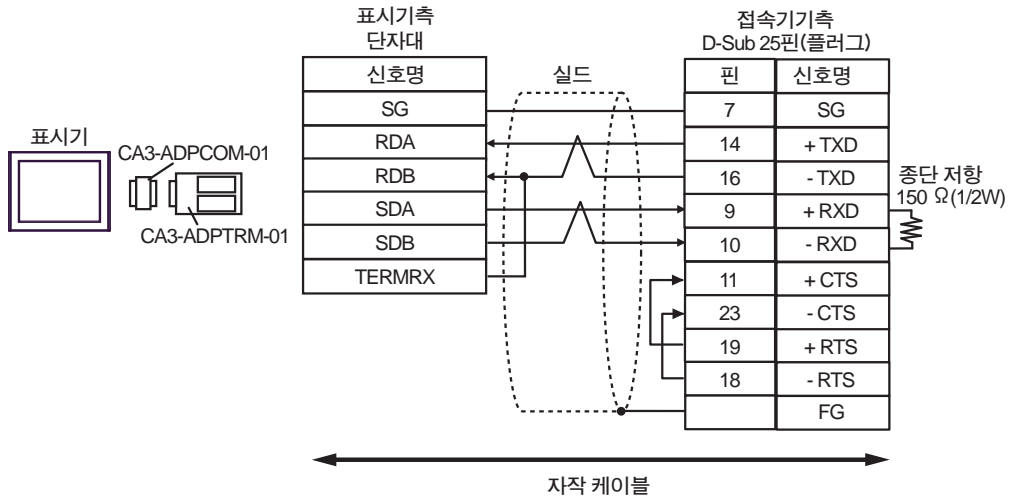 표시기측
단자대
접속기기측
D-Sub 25핀(플러그)
신호명
실드
핀
신호명
SG
7
SG
표시기
CA3-ADPCOM-01
CA3-ADPTRM-01
RDA
14
+ TXD
RDB
16
- TXD
종단 저항
150 Ω(1/2W)
SDA
9
+ RXD
SDB
10
- RXD
TERMRX
11
+ CTS
23
- CTS
19
+ RTS
18
- RTS
FG
자작 케이블